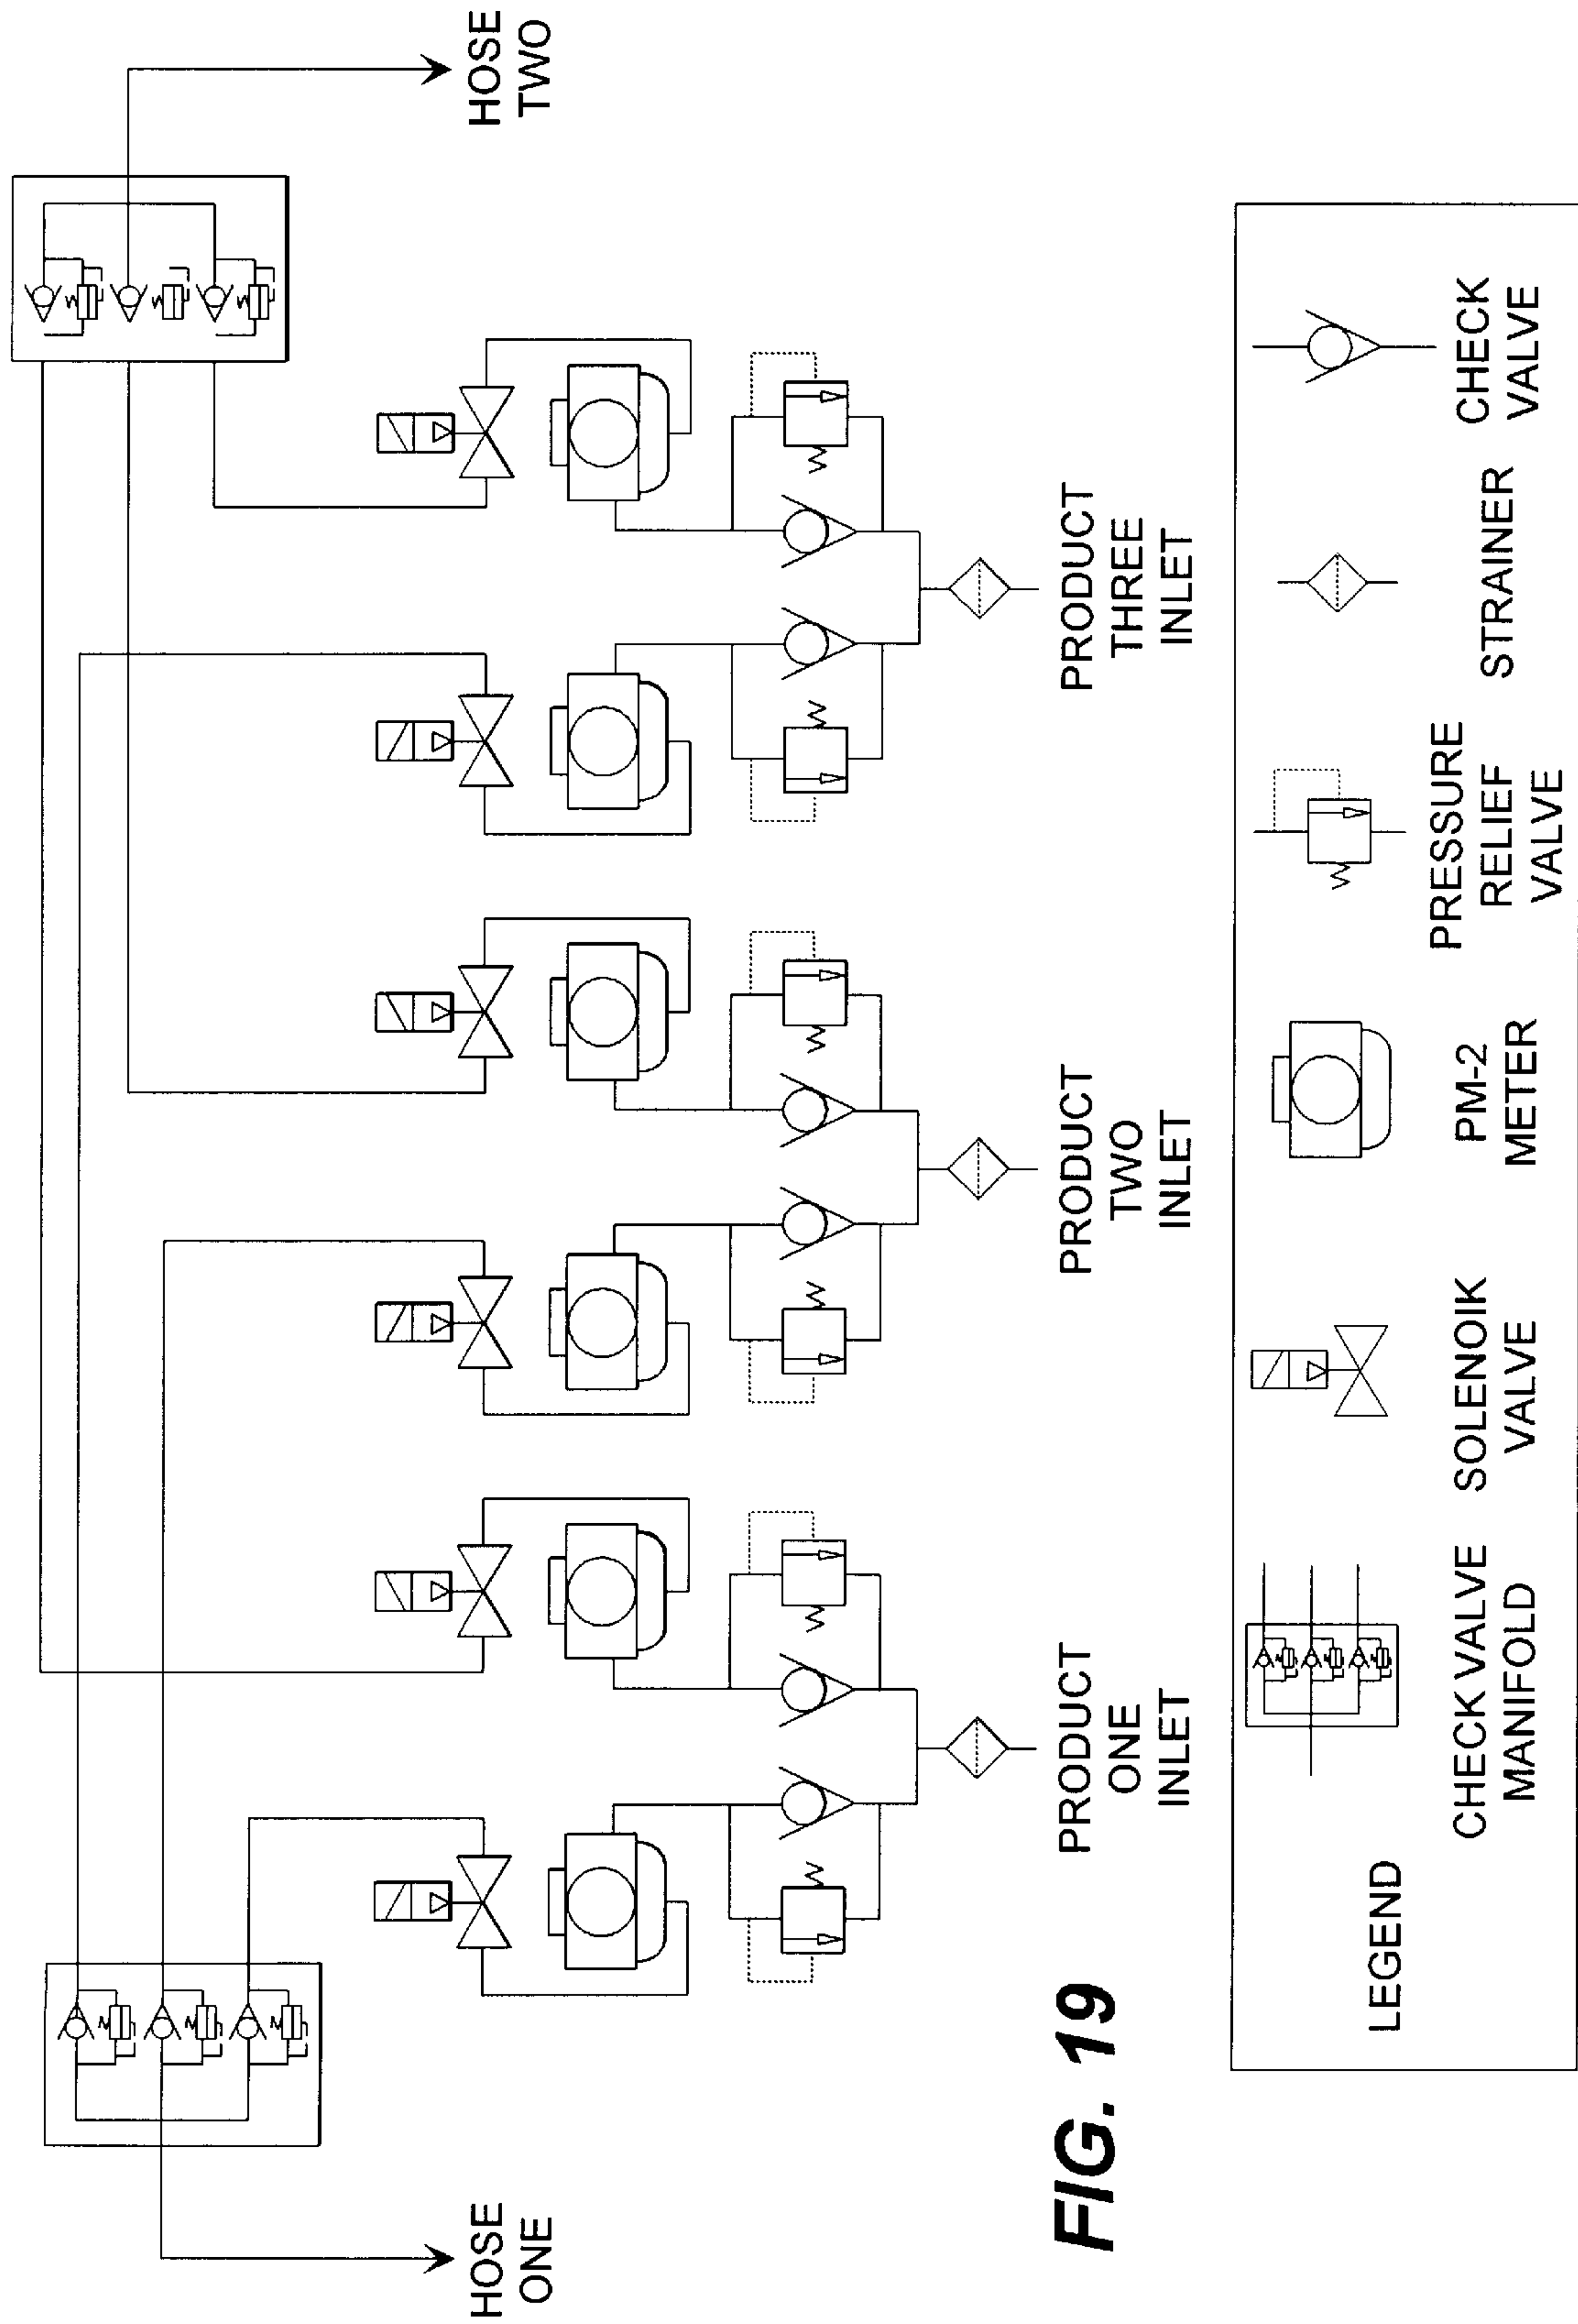 HOSE
TWO
HOSE
ONE
PRODUCT
ONE
INLET
PRODUCT
TWO
INLET
PRODUCT
THREE
INLET
FIG. 19
LEGEND
CHECK VALVE
MANIFOLD
SOLENOIK
VALVE
PM-2
METER
PRESSURE
RELIEF
VALVE
STRAINER
CHECK
VALVE